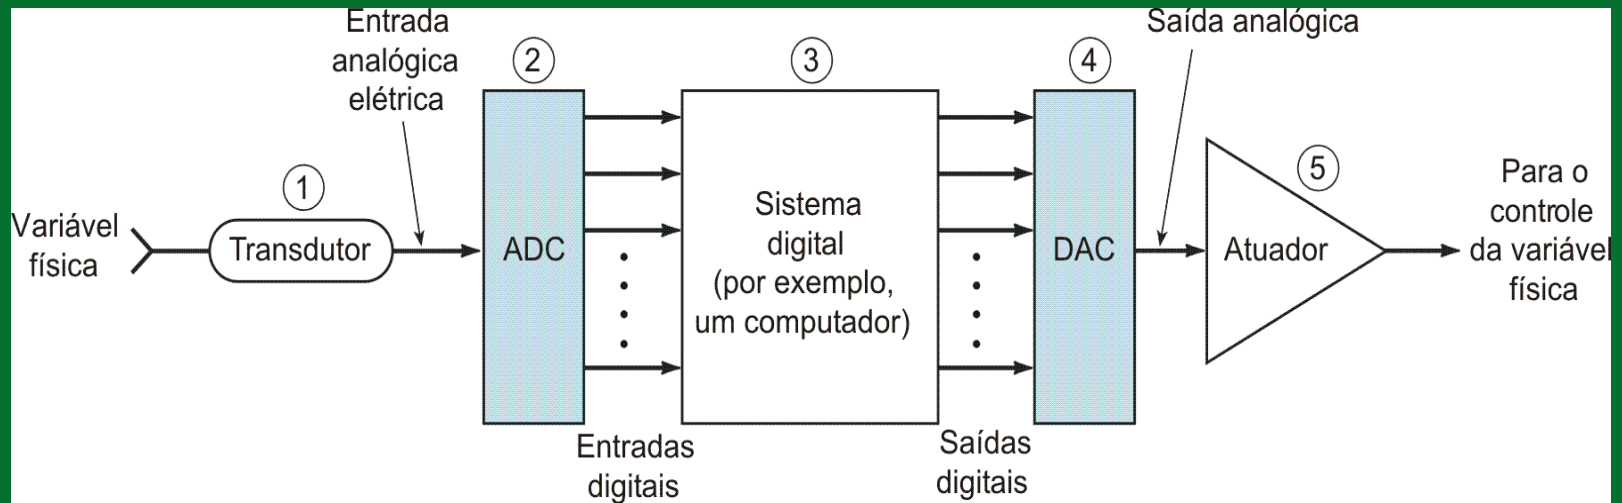 Entrada
analógica
elétrica
Saída analógica
1
2
3
4
5
Variável
física
Transdutor
ADC
Sistema
digital
(por exemplo,
um computador)
DAC
Atuador
Para o
controle
da variável
física
Entradas
digitais
Saídas
digitais